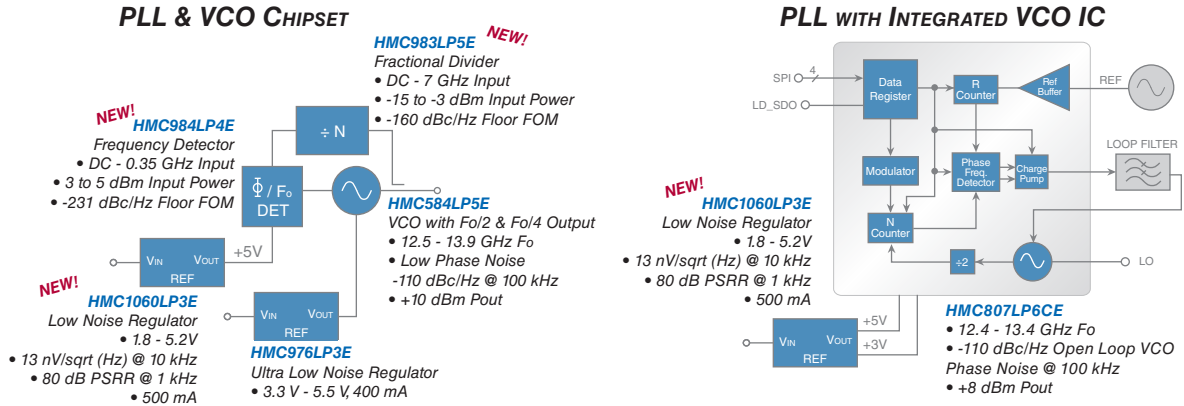 PLL & VCO CHIPSET
HMC983LP5E NEW!
Fractional Divider
• DC - 7 GHz Input
• -15 to -3 dBm Input Power
• -160 dBc/Hz Floor FOM
NEW!
HMC984LP4E
Frequency Detector
• DC - 0.35 GHz Input
• 3 to 5 dBm Input Power
• -231 dBc/Hz Floor FOM
÷ N
Φ / Fo
DET
HMC584LP5E
VCO with Fo/2 & Fo/4 Output
• 12.5 - 13.9 GHz Fo
• Low Phase Noise
-110 dBc/Hz @ 100 kHz
• +10 dBm Pout
VIN VOUT
REF
+5V
NEW!
HMC1060LP3E
Low Noise Regulator
• 1.8 - 5.2V
• 13 nV/sqrt (Hz) @ 10 kHz
• 80 dB PSRR @ 1 kHz
• 500 mA
VIN VOUT
REF
HMC976LP3E
Ultra Low Noise Regulator
• 3.3 V - 5.5 V, 400 mA
PLL WITH INTEGRATED VCO IC
SPI 4
LD_SDO
Data
Register
R
Counter
Ref
Buffer
REF
Modulator
Phase
Freq.
Detector
Charge
Pump
LOOP FILTER
N
Counter
÷2
LO
NEW!
HMC1060LP3E
Low Noise Regulator
• 1.8 - 5.2V
• 13 nV/sqrt (Hz) @ 10 kHz
• 80 dB PSRR @ 1 kHz
• 500 mA
VIN VOUT
REF
+5V
+3V
HMC807LP6CE
• 12.4 - 13.4 GHz Fo
• -110 dBc/Hz Open Loop VCO
Phase Noise @ 100 kHz
• +8 dBm Pout